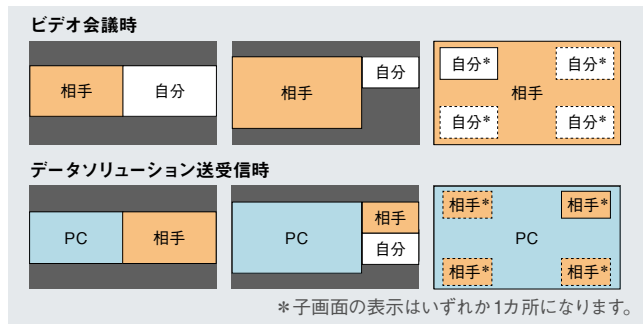 ビデオ会議時
相手 自分
相手 自分
自分* 自分*
相手
自分* 自分*
データソリューション送受信時
PC 相手
PC 相手
自分
相手* 相手*
PC
相手* 相手*
*子画面の表示はいずれか1カ所になります。